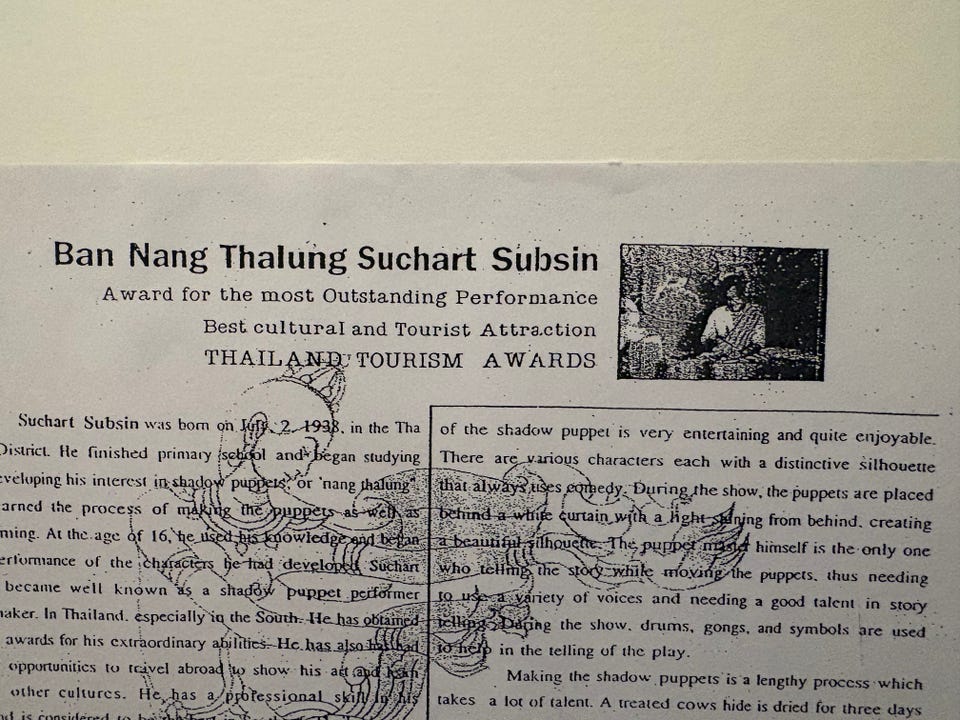 Ban Nang Thalung Suchart Subsin
Award for the most Outstanding Performance
Best cultural and Tourist Attraction
THAILAND TOURISM AWARDS
Suchart Subsin was born on July, 2, 1938, in the Tha
District. He finished primary school and began studying
veloping his interest in shadow puppets, or 'nang thalung"
arned the process of making the puppets as well as
ming. At the age of 16, he used his knowledge and began
erformance of the characters he had developed. Suchart
became well known as a shadow puppet performer
naker. In Thailand, especially in the South. He has obtained
awards for his extraordinary abilities. He has also has had
opportunities to travel abroad to show his art and
other cultures. He has a professional skill in his
nd is considered to be the best in
of the shadow puppet is very entertaining and quite enjoyable.
There are various characters each with a distinctive silhouette
that always uses comedy. During the show, the puppets are placed
behind a white curtain with a light shining from behind, creating
a beautiful silhouette. The puppet master himself is the only one
who telling the story while moving the puppets, thus needing
to use a variety of voices and needing a good talent in story
telling. During the show, drums, gongs, and symbols are used
to help in the telling of the play.
Making the shadow puppets is a lengthy process which
takes a lot of talent. A treated cows hide is dried for three days